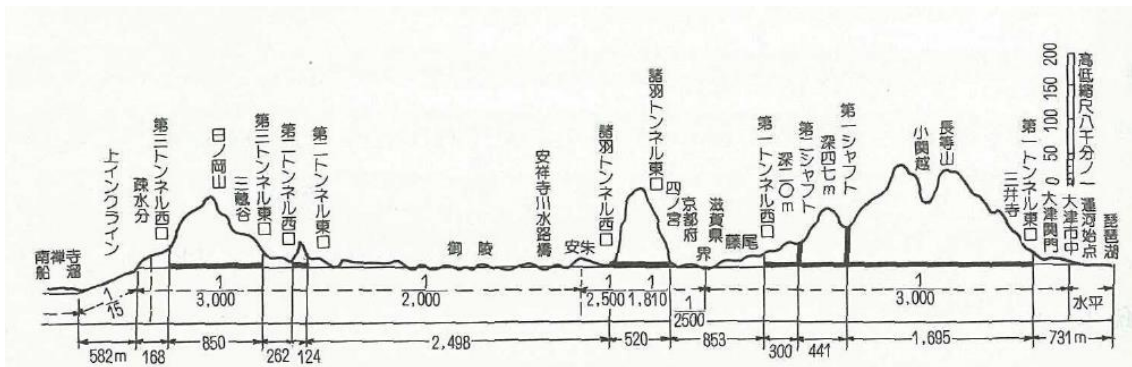 上インクライン
疎水分
第三トンネル西口
日ノ岡山
三蔵谷
第三トンネル東口
第二トンネル西口
第二トンネル東口
安祥寺川水路橋
諸羽トンネル西口
諸羽トンネル東口
四ノ宮
京都府
滋賀県
界
第一トンネル西口
深二〇m
第二シャフト
深四七m
第一シャフト
小関越
長等山
第一トンネル東口
三井寺
0 50 100 150 200
高低縮尺八千分ノ一
大津閘門
大津市中
運河始点
琵琶湖
南禅寺
船溜
御陵
安朱
藤尾
1/15
1/3.000
1/2.000
1/2.500
1/1.810
1/2500
1/3.000
水平
582m
168
850
262
124
2,498
520
853
300
441
1,695
731m